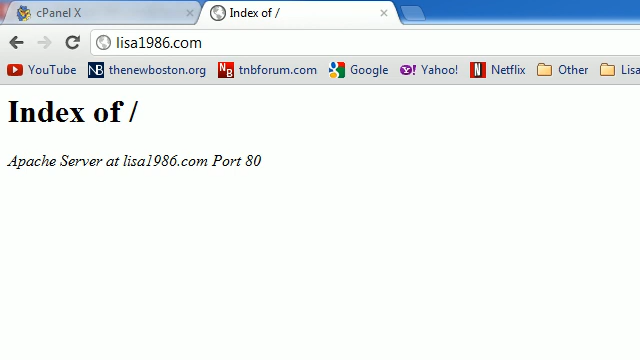 cPanel X Index of /
lisa1986.com
YouTube thenewboston.org tnbforum.com Google Yahoo! Netflix Other Lisa
Index of /
Apache Server at lisa1986.com Port 80